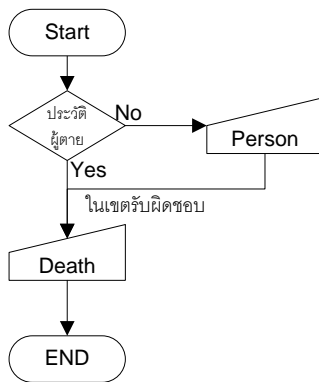 Start
ประวัติ
ผู้ตาย
No
Person
Yes
ในเขตรับผิดชอบ
Death
END